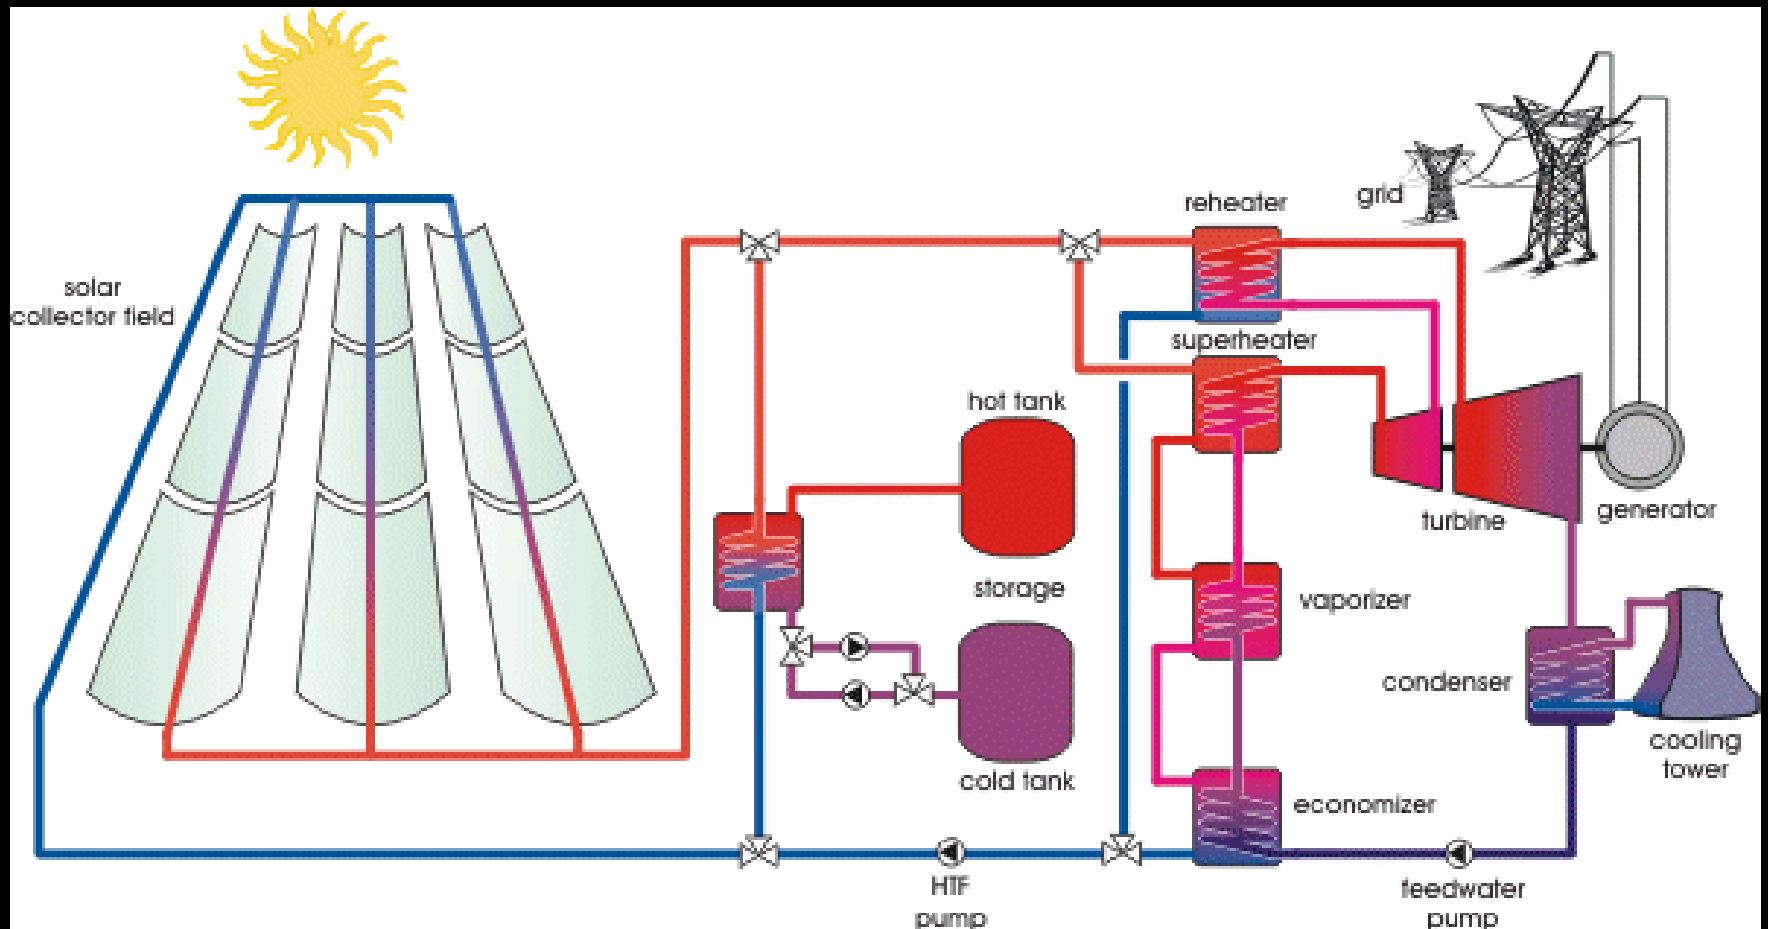 grid
reheater
solar
collector field
superheater
hot tank
turbine
generator
storage
vaporizer
condenser
cooling
tower
cold tank
economizer
HTF
pump
feedwater
pump